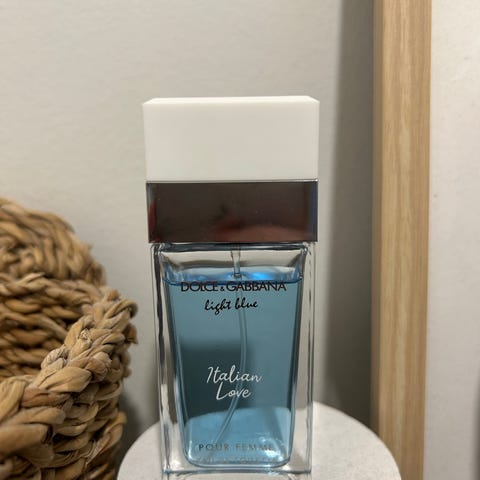 DOLCE & GABBANA
light blue
Italian
Love
POUR FEMME